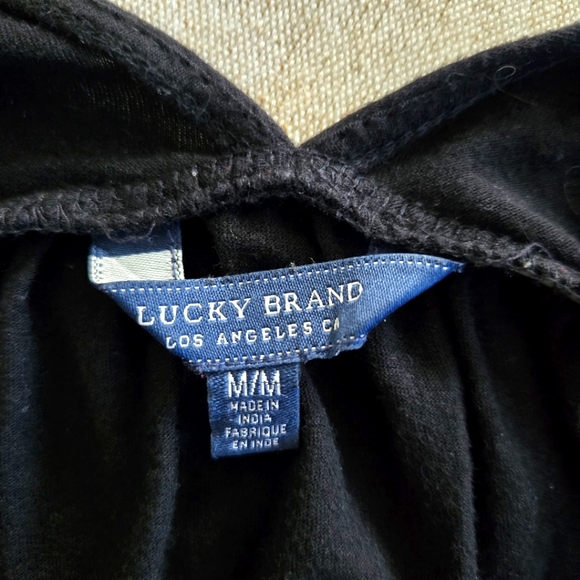 LUCKY BRAND
LOS ANGELES CA
M/M
MADE IN
INDIA
FABRIQUE
EN INDE